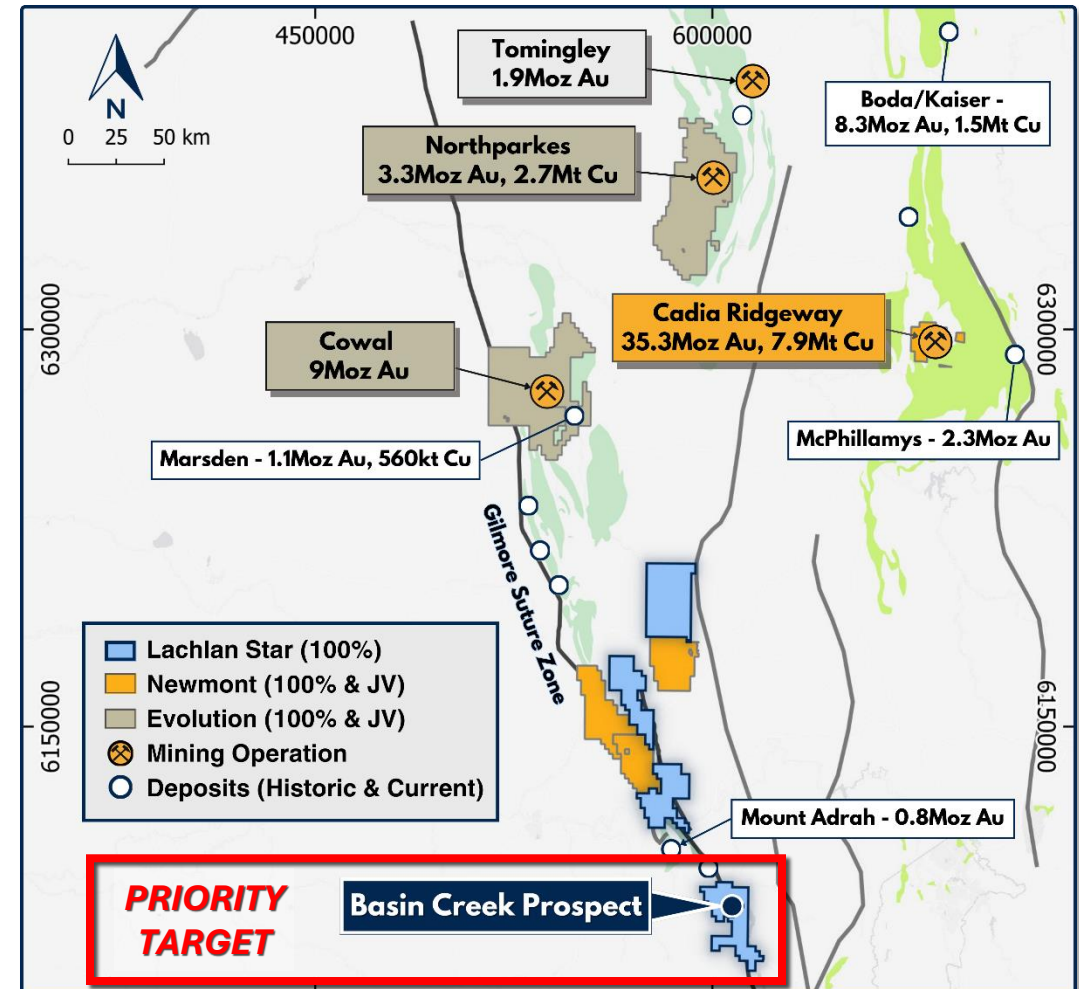 450000
600000
N
0 25 50 km
Tomingley
1.9Moz Au
Boda/Kaiser -
8.3Moz Au, 1.5Mt Cu
Northparkes
3.3Moz Au, 2.7Mt Cu
6300000
6300000
Cadia Ridgeway
35.3Moz Au, 7.9Mt Cu
Cowal
9Moz Au
McPhillamys - 2.3Moz Au
Marsden - 1.1Moz Au, 560kt Cu
Gilmore Suture Zone
Lachlan Star (100%)
Newmont (100% & JV)
Evolution (100% & JV)
Mining Operation
Deposits (Historic & Current)
6150000
6150000
Mount Adrah - 0.8Moz Au
PRIORITY
TARGET
Basin Creek Prospect